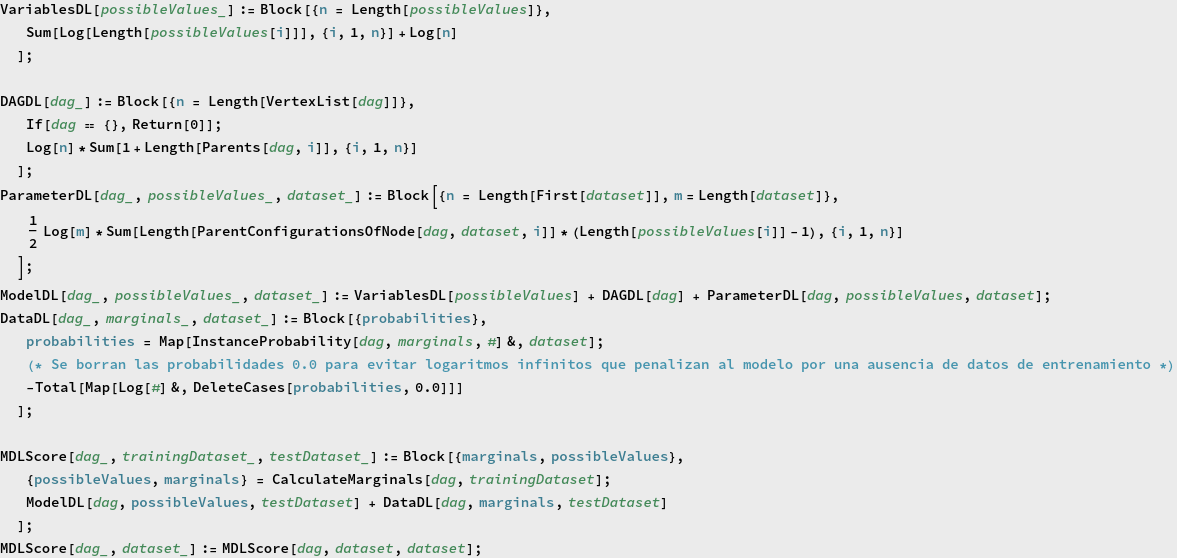 VariablesDL[possibleValues_] := Block[{n = Length[possibleValues]},
Sum[Log[Length[possibleValues[i]]], {i, 1, n}] + Log[n]
];
DAGDL[dag_] := Block[{n = Length[VertexList[dag]]},
If[dag == {}, Return[0]];
Log[n] * Sum[1 + Length[Parents[dag, i]], {i, 1, n}]
];
ParameterDL[dag_, possibleValues_, dataset_] := Block[{n = Length[First[dataset]], m = Length[dataset]},
1/2 Log[m] * Sum[Length[ParentConfigurationsOfNode[dag, dataset, i]] * (Length[possibleValues[i]] - 1), {i, 1, n}]
];
ModelDL[dag_, possibleValues_, dataset_] := VariablesDL[possibleValues] + DAGDL[dag] + ParameterDL[dag, possibleValues, dataset];
DataDL[dag_, marginals_, dataset_] := Block[{probabilities},
probabilities = Map[InstanceProbability[dag, marginals, #] &, dataset];
(* Se borran las probabilidades 0.0 para evitar logaritmos infinitos que penalizan al modelo por una ausencia de datos de entrenamiento *)
-Total[Map[Log[#] &, DeleteCases[probabilities, 0.0]]]
];
MDLScore[dag_, trainingDataset_, testDataset_] := Block[{marginals, possibleValues},
{possibleValues, marginals} = CalculateMarginals[dag, trainingDataset];
ModelDL[dag, possibleValues, testDataset] + DataDL[dag, marginals, testDataset]
];
MDLScore[dag_, dataset_] := MDLScore[dag, dataset, dataset];